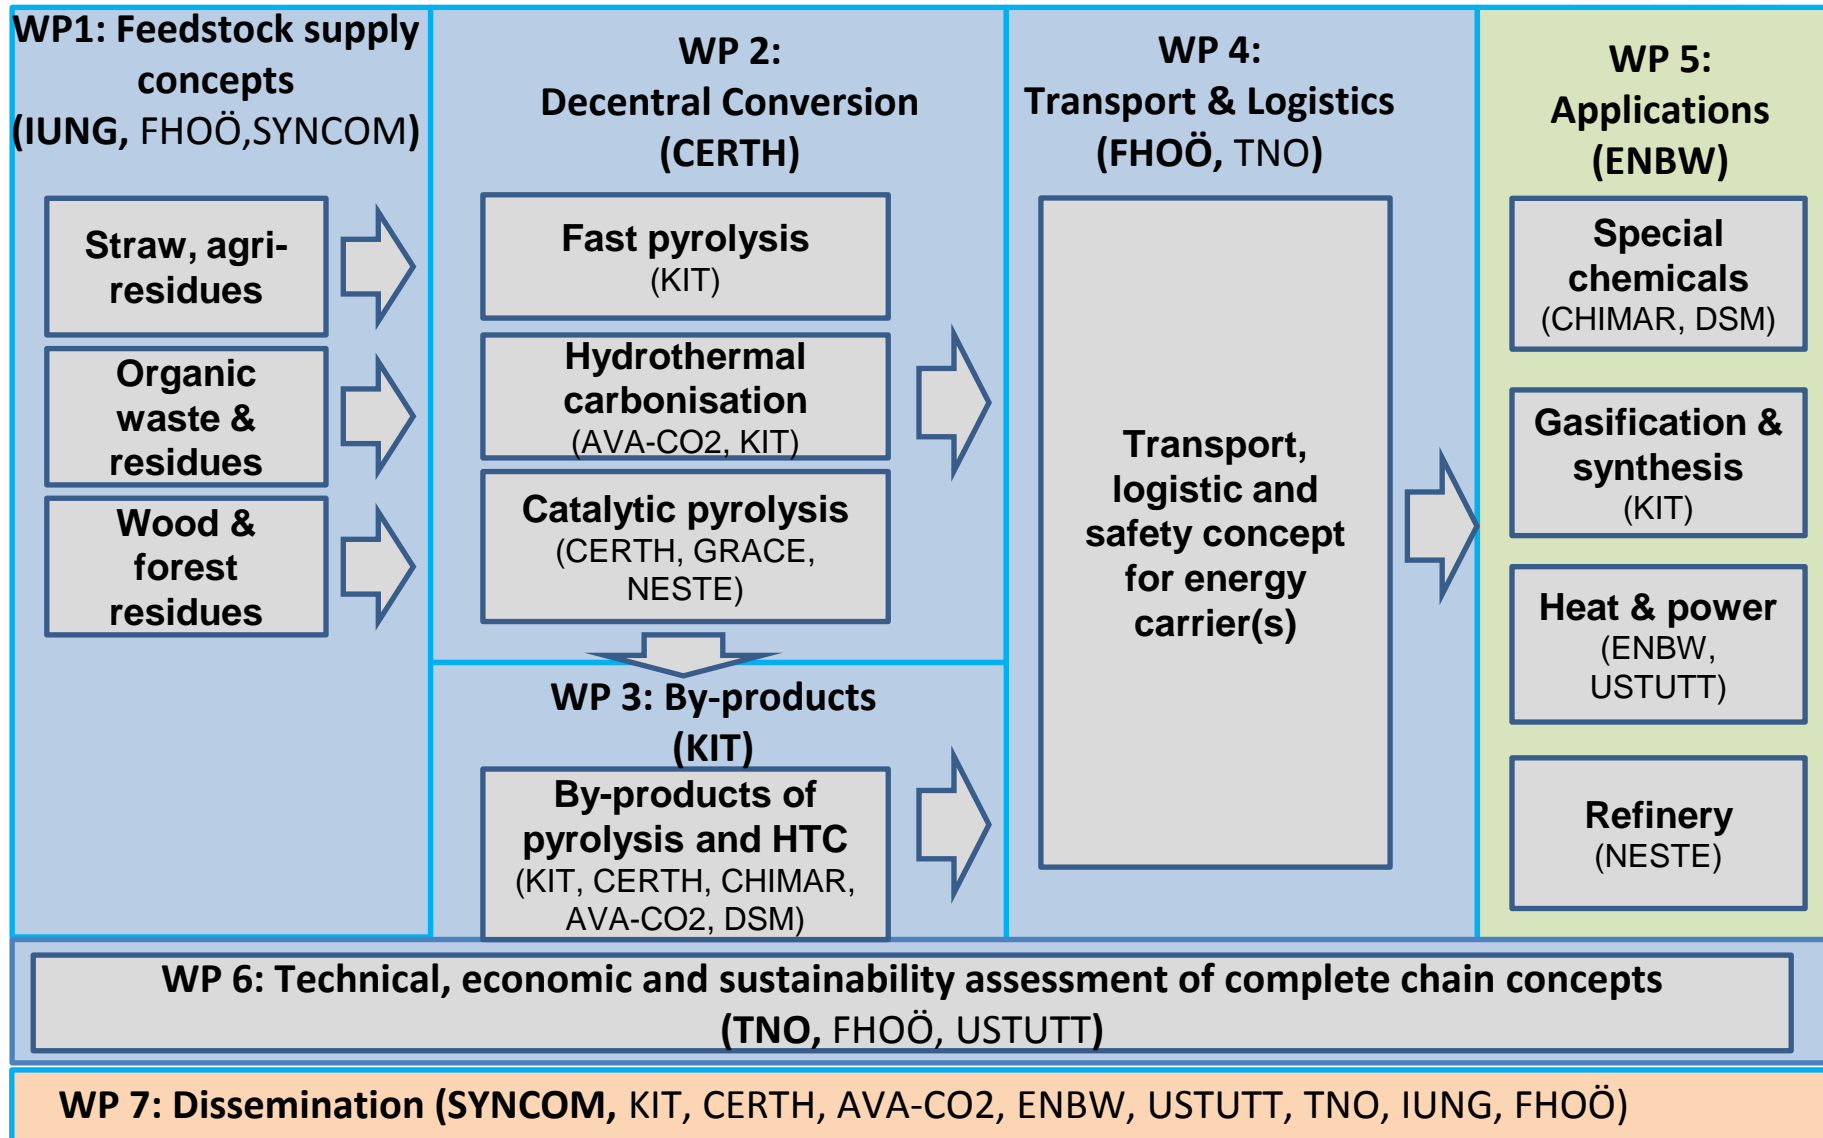 WP1: Feedstock supply
concepts
(IUNG, FHOÖ,SYNCOM)
Straw, agri-
residues
Organic
waste &
residues
Wood &
forest
residues
WP 2:
Decentral Conversion
(CERTH)
Fast pyrolysis
(KIT)
Hydrothermal
carbonisation
(AVA-CO2, KIT)
Catalytic pyrolysis
(CERTH, GRACE,
NESTE)
WP 3: By-products
(KIT)
By-products of
pyrolysis and HTC
(KIT, CERTH, CHIMAR,
AVA-CO2, DSM)
WP 4:
Transport & Logistics
(FHOÖ, TNO)
Transport,
logistic and
safety concept
for energy
carrier(s)
WP 5:
Applications
(ENBW)
Special
chemicals
(CHIMAR, DSM)
Gasification &
synthesis
(KIT)
Heat & power
(ENBW,
USTUTT)
Refinery
(NESTE)
WP 6: Technical, economic and sustainability assessment of complete chain concepts
(TNO, FHOÖ, USTUTT)
WP 7: Dissemination (SYNCOM, KIT, CERTH, AVA-CO2, ENBW, USTUTT, TNO, IUNG, FHOÖ)